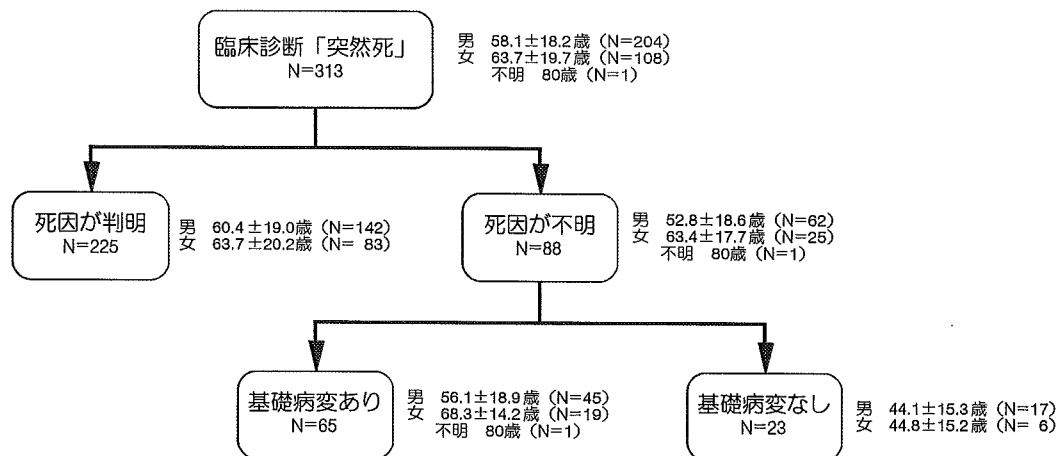 臨床診断「突然死」
N=313
男 58.1±18.2歳（N=204）
女 63.7±19.7歳（N=108）
不明 80歳（N=1）
死因が判明
N=225
男 60.4±19.0歳（N=142）
女 63.7±20.2歳（N= 83）
死因が不明
N=88
男 52.8±18.6歳（N=62）
女 63.4±17.7歳（N=25）
不明 80歳（N=1）
基礎病変あり
N=65
男 56.1±18.9歳（N=45）
女 68.3±14.2歳（N=19）
不明 80歳（N=1）
基礎病変なし
N=23
男 44.1±15.3歳（N=17）
女 44.8±15.2歳（N= 6）